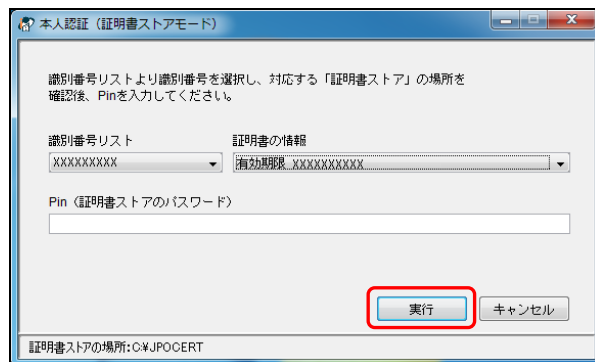 本人認証（証明書ストアモード）
識別番号リストより識別番号を選択し、対応する「証明書ストア」の場所を
確認後、Pinを入力してください。
識別番号リスト 証明書の情報
XXXXXXXXX 有効期限 XXXXXXXXXX
Pin（証明書ストアのパスワード）
実行 キャンセル
証明書ストアの場所:C:¥JPOCERT